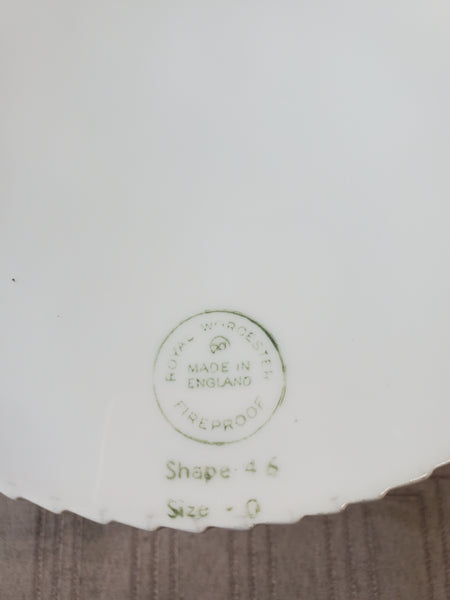 ROYAL WORCESTER
MADE IN
ENGLAND
FIREPROOF
Shape 46
Size - 0